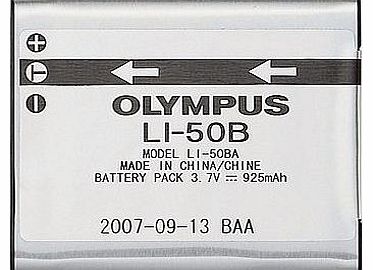 OLYMPUS
LI-50B
MODEL LI-50BA
MADE IN CHINA/CHINE
BATTERY PACK 3.7V ⎓ 925mAh
2007-09-13 BAA